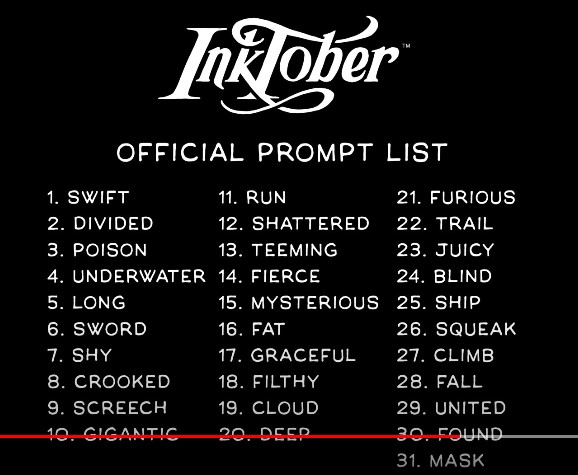 InkTober™
OFFICIAL PROMPT LIST
1. SWIFT
2. DIVIDED
3. POISON
4. UNDERWATER
5. LONG
6. SWORD
7. SHY
8. CROOKED
9. SCREECH
10. GIGANTIC
11. RUN
12. SHATTERED
13. TEEMING
14. FIERCE
15. MYSTERIOUS
16. FAT
17. GRACEFUL
18. FILTHY
19. CLOUD
20. DEEP
21. FURIOUS
22. TRAIL
23. JUICY
24. BLIND
25. SHIP
26. SQUEAK
27. CLIMB
28. FALL
29. UNITED
30. FOUND
31. MASK